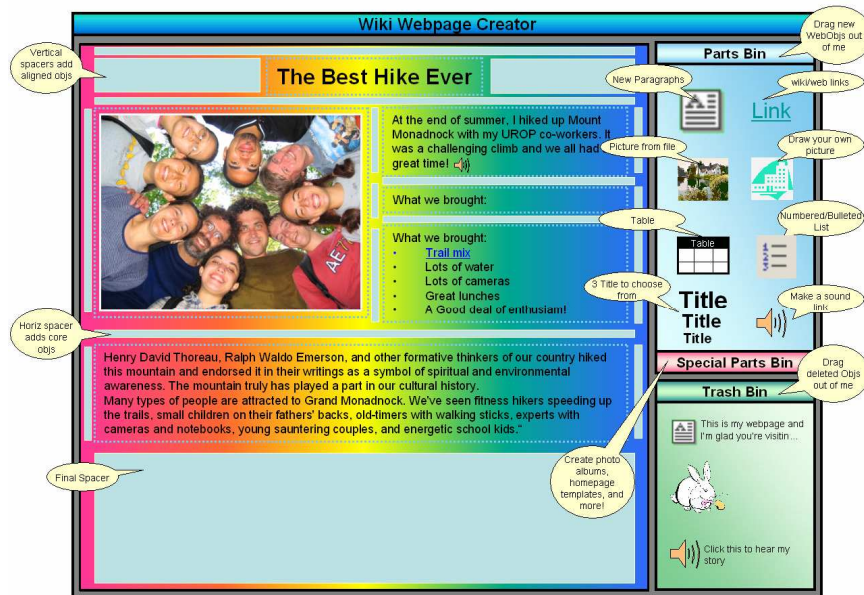 Wiki Webpage Creator
Vertical
spacers add
aligned objs
The Best Hike Ever
At the end of summer, I hiked up Mount
Monadnock with my UROP co-workers. It
was a challenging climb and we all had
great time!
What we brought:
What we brought:
• Trail mix
• Lots of water
• Lots of cameras
• Great lunches
• A Good deal of enthusiam!
Horiz spacer
adds core
objs
Henry David Thoreau, Ralph Waldo Emerson, and other formative thinkers of our country hiked
this mountain and endorsed it in their writings as a symbol of spiritual and environmental
awareness. The mountain truly has played a part in our cultural history.
Many types of people are attracted to Grand Monadnock. We've seen fitness hikers speeding up
the trails, small children on their fathers' backs, old-timers with walking sticks, experts with
cameras and notebooks, young sauntering couples, and energetic school kids."
Final Spacer
Parts Bin
Drag new
WebObjs out
of me
New Paragraphs
wiki/web links
Link
Picture from file
Draw your own
picture
Table
Table
Numbered/Bulleted
List
1
2
3
3 Title to choose
from
Title
Title
Title
Make a sound
link
Special Parts Bin
Create photo
albums,
homepage
templates, and
more!
Trash Bin
Drag
deleted Objs
out of me
This is my webpage and
I'm glad you're visitin...
Click this to hear my
story